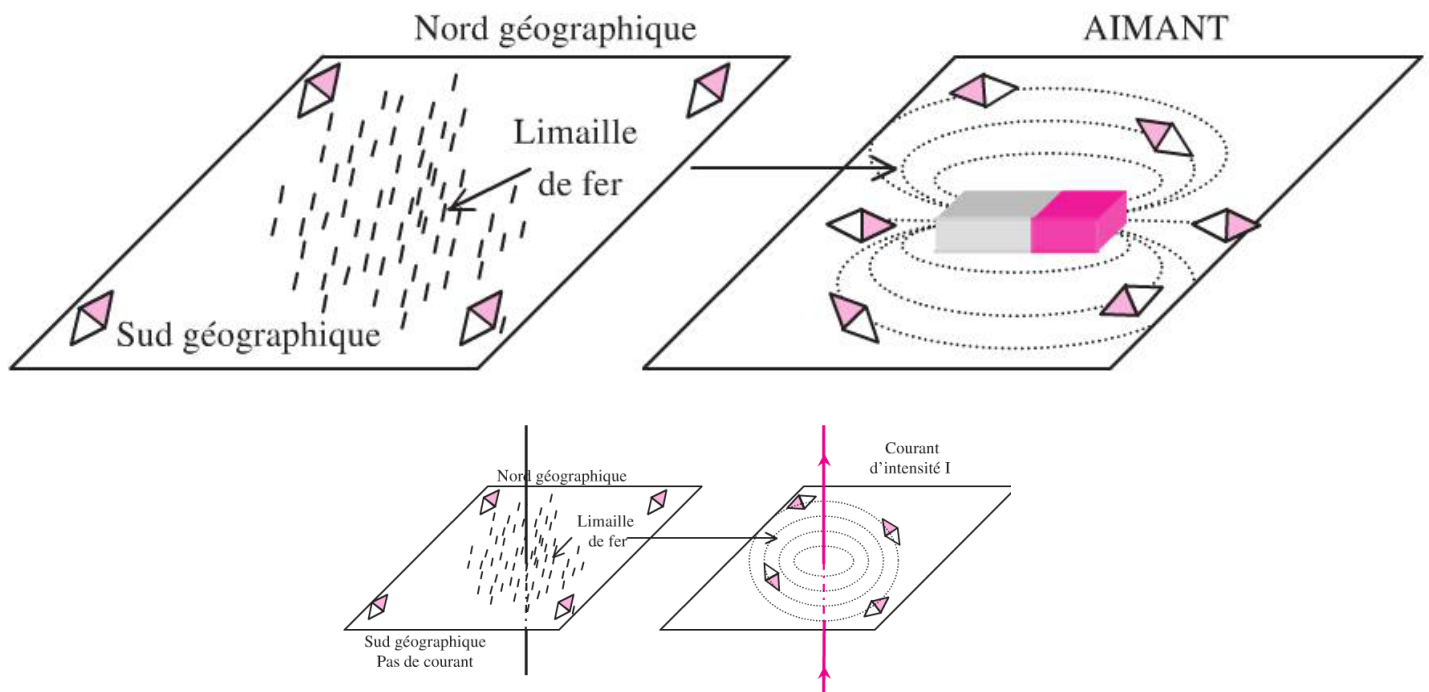 Nord géographique
AIMANT
Limaille
de fer
Sud géographique
Courant
d'intensité I
Nord géographique
Limaille
de fer
Sud géographique
Pas de courant